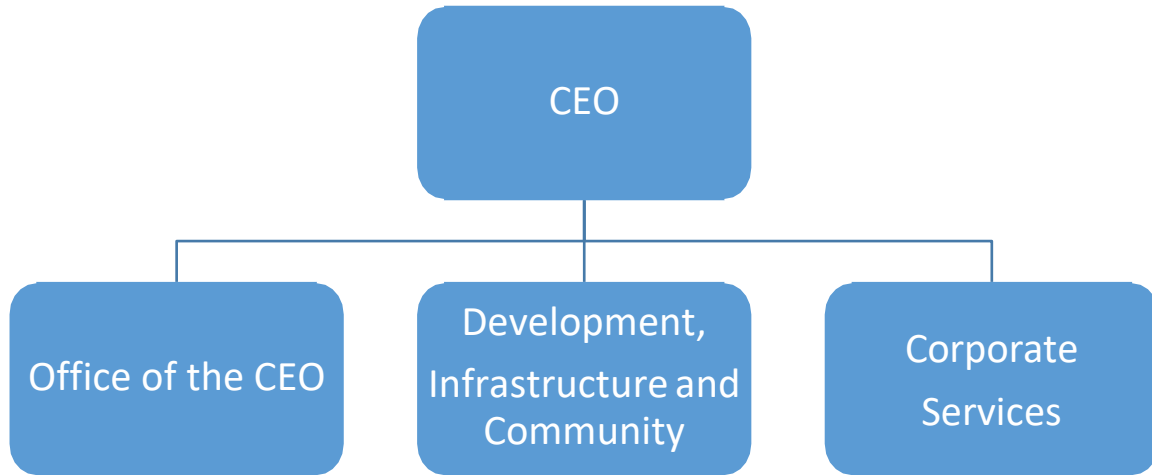 CEO
Office of the CEO
Development,
Infrastructure and
Community
Corporate
Services